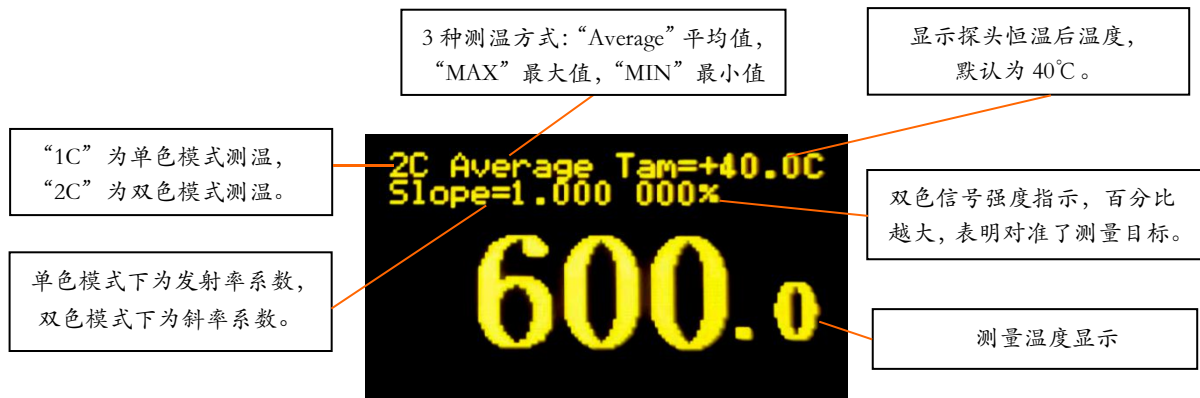 3 种测温方式：“Average”平均值，
“MAX”最大值，“MIN”最小值
显示探头恒温后温度，
默认为 40℃。
“1C”为单色模式测温，
“2C”为双色模式测温。
2C Average Tam=+40.0C
Slope=1.000 000%
600.0
双色信号强度指示，百分比
越大，表明对准了测量目标。
单色模式下为发射率系数，
双色模式下为斜率系数。
测量温度显示